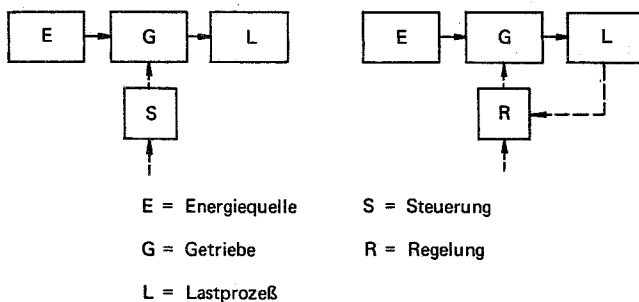 E G L E G L
S R
E = Energiequelle S = Steuerung
G = Getriebe R = Regelung
L = Lastprozeß